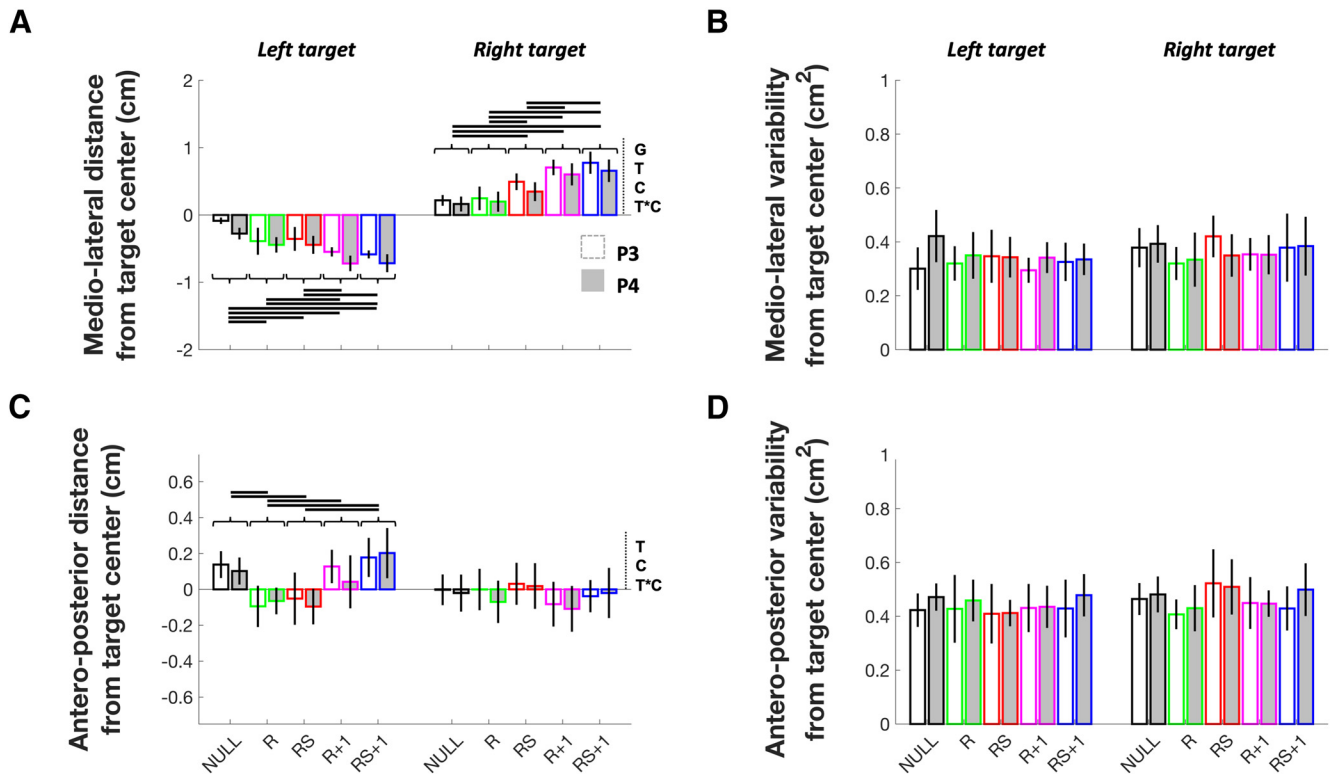 A
Left target
Right target
Medio-lateral distance
from target center (cm)
2
1
0
-1
-2
G
T
C
T*C
P3
P4
B
Left target
Right target
Medio-lateral variability
from target center (cm²)
1
0.8
0.6
0.4
0.2
0
C
Antero-posterior distance
from target center (cm)
0.6
0.4
0.2
0
-0.2
-0.4
-0.6
T
C
T*C
NULL
R
RS
R+1
RS+1
NULL
R
RS
R+1
RS+1
D
Antero-posterior variability
from target center (cm²)
1
0.8
0.6
0.4
0.2
0
NULL
R
RS
R+1
RS+1
NULL
R
RS
R+1
RS+1